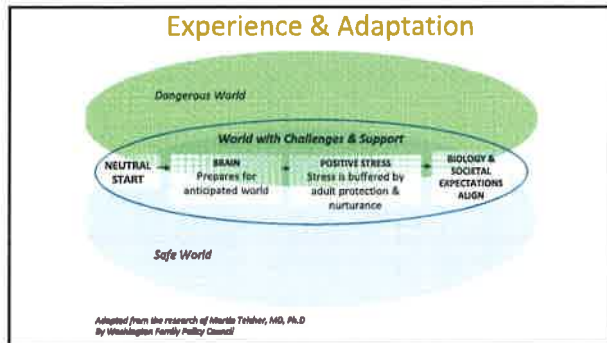 Experience & Adaptation
Dangerous World
World with Challenges & Support
NEUTRAL
START
BRAIN
Prepares for
anticipated world
POSITIVE STRESS
Stress is buffered by
adult protection &
nurturance
BIOLOGY &
SOCIETAL
EXPECTATIONS
ALIGN
Safe World
Adapted from the research of Martin Teicher, MD, Ph.D
By Washington Family Policy Council